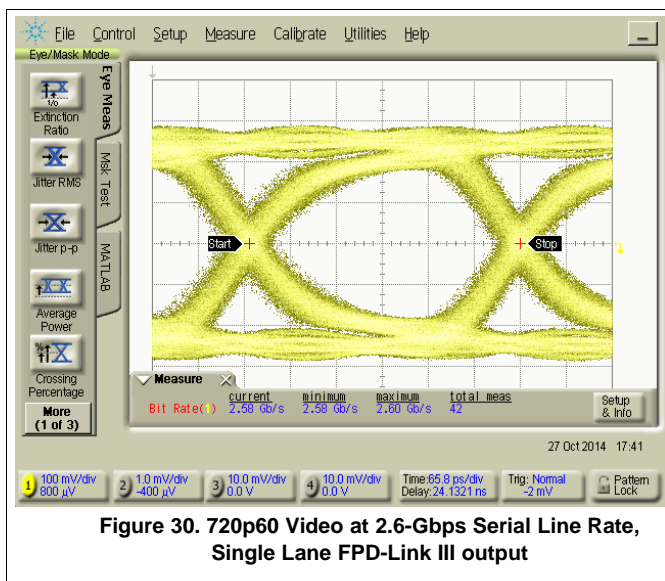 File Control Setup Measure Calibrate Utilities Help
Eye/Mask Mode
Extinction
Ratio
Jitter RMS
Jitter p-p
Average
Power
Crossing
Percentage
More
(1 of 3)
Eye Meas
Msk Test
MATLAB
Start
Stop
Measure
current minimum maximum total meas
Bit Rate(1) 2.58 Gb/s 2.58 Gb/s 2.60 Gb/s 42
Setup
& Info
27 Oct 2014 17:41
1 100 mV/div
800 µV
2 1.0 mV/div
-400 µV
3 10.0 mV/div
0.0 V
4 10.0 mV/div
0.0 V
Time:65.8 ps/div
Delay:24.1321 ns
Trig: Normal
-2 mV
Pattern
Lock
Figure 30. 720p60 Video at 2.6-Gbps Serial Line Rate,
Single Lane FPD-Link III output